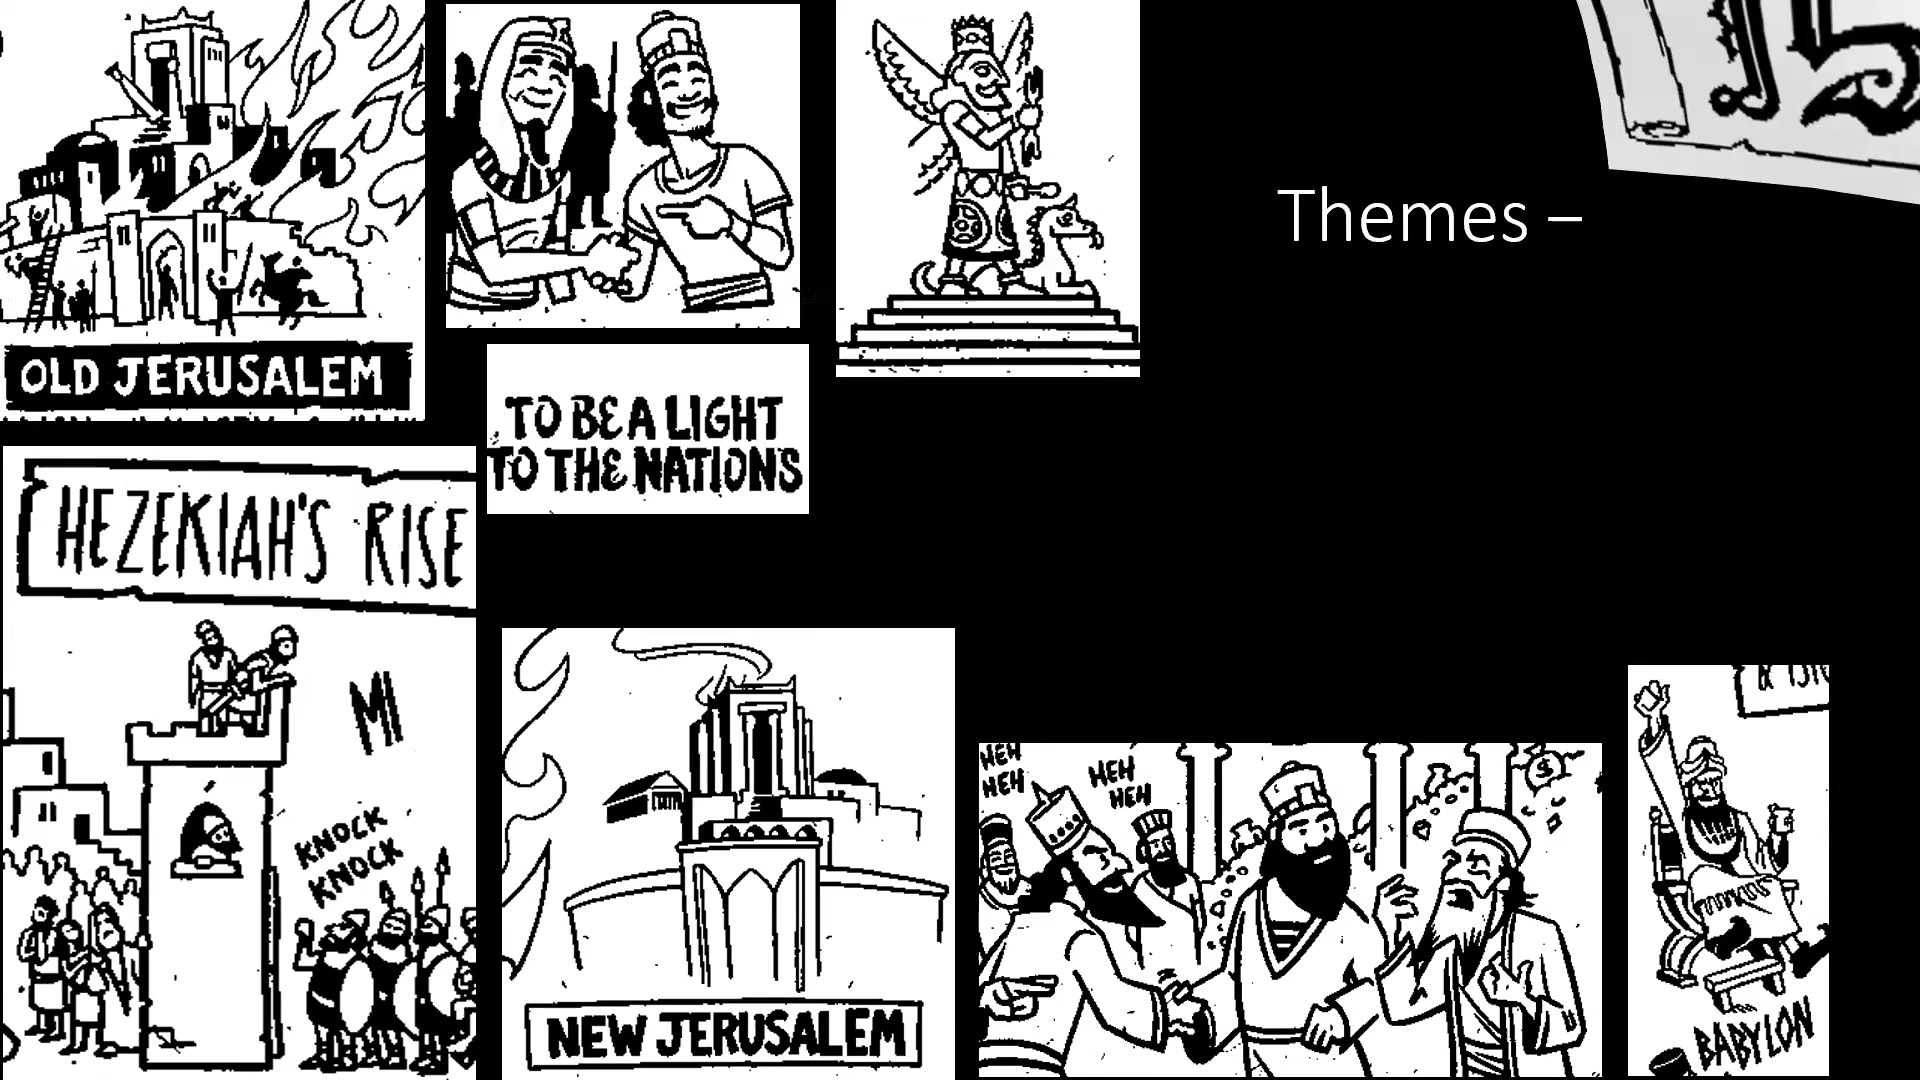 Themes –
OLD JERUSALEM
TO BE A LIGHT
TO THE NATIONS
HEZEKIAH'S RISE
KNOCK
KNOCK
NEW JERUSALEM
HEH
HEH
HEH
HEH
$
BABYLON